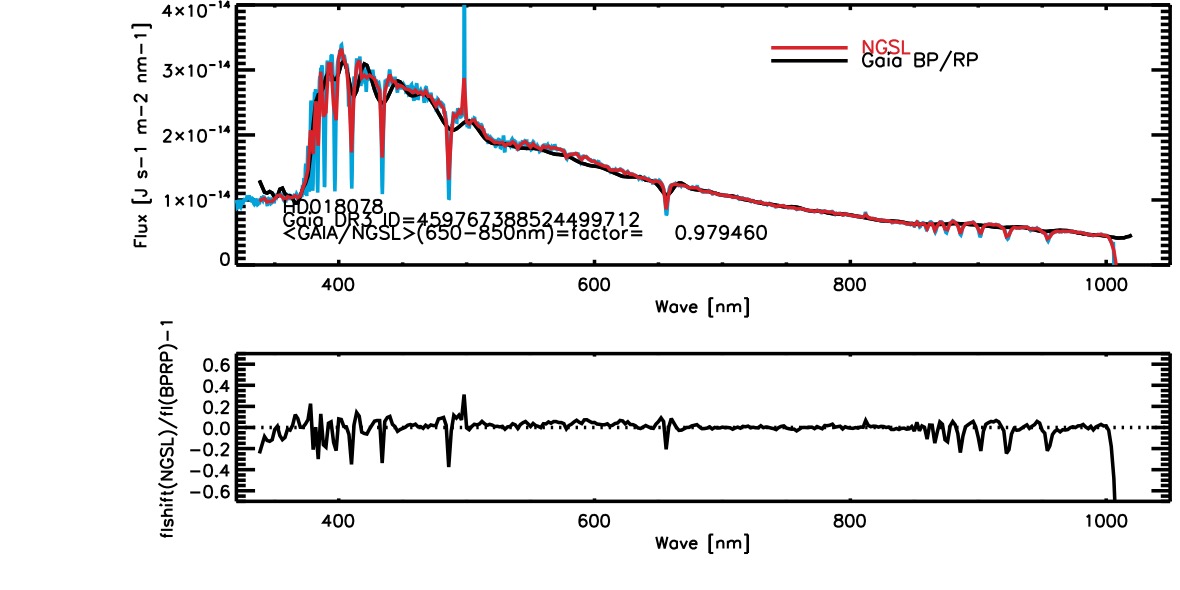 4×10−14
3×10−14
2×10−14
1×10−14
0
Flux [J s−1 m−2 nm−1]
NGSL
Gaia BP/RP
HD018078
Gaia DR3 ID=459767388524499712
<GAIA/NGSL>(650−850nm)=factor= 0.979460
400 600 800 1000
Wave [nm]
0.6
0.4
0.2
0.0
−0.2
−0.4
−0.6
flshift(NGSL)/fl(BPRP)−1
400 600 800 1000
Wave [nm]